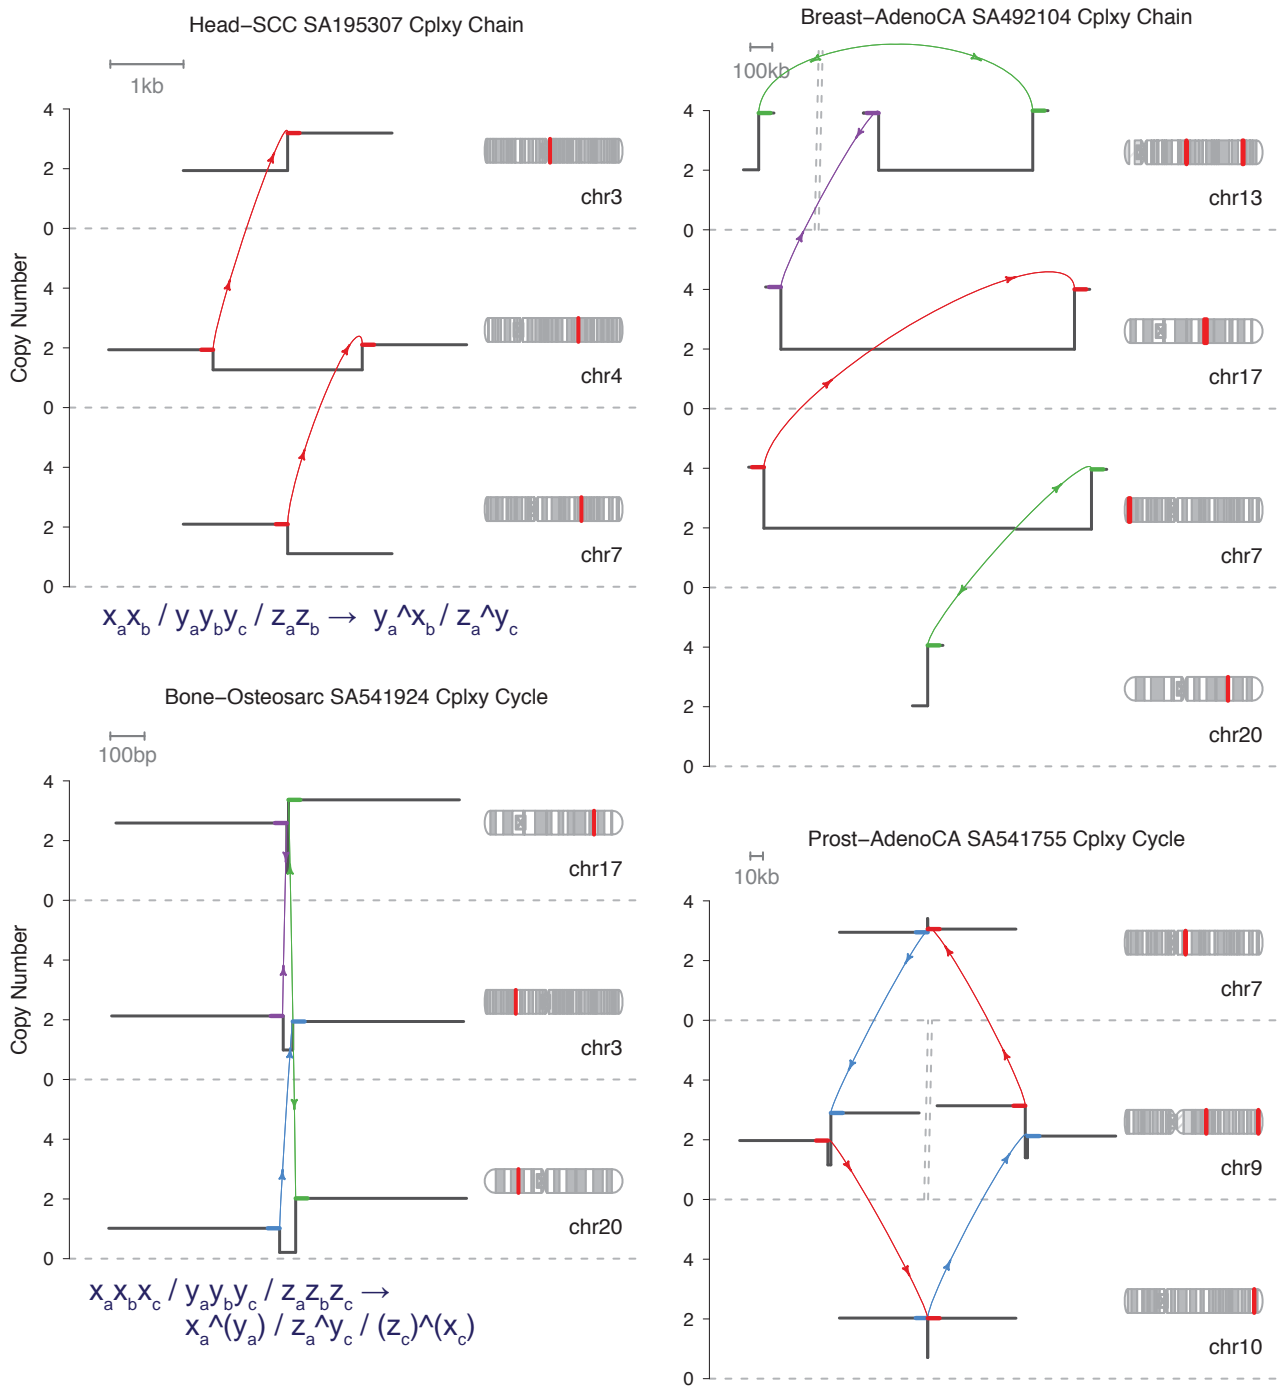 Head−SCC SA195307 Cplxy Chain
1kb
Copy Number
4
2
0
4
2
0
4
2
0
chr3
chr4
chr7
xaxb / yaybyc / zazb → ya^xb / za^yc
Breast−AdenoCA SA492104 Cplxy Chain
100kb
4
2
0
4
2
0
4
2
0
4
2
0
chr13
chr17
chr7
chr20
Bone−Osteosarc SA541924 Cplxy Cycle
100bp
Copy Number
4
2
0
4
2
0
4
2
0
chr17
chr3
chr20
xaxbxc / yaybyc / zazbzc →
xa^(ya) / za^yc / (zc)^(xc)
Prost−AdenoCA SA541755 Cplxy Cycle
10kb
4
2
0
4
2
0
4
2
0
chr7
chr9
chr10